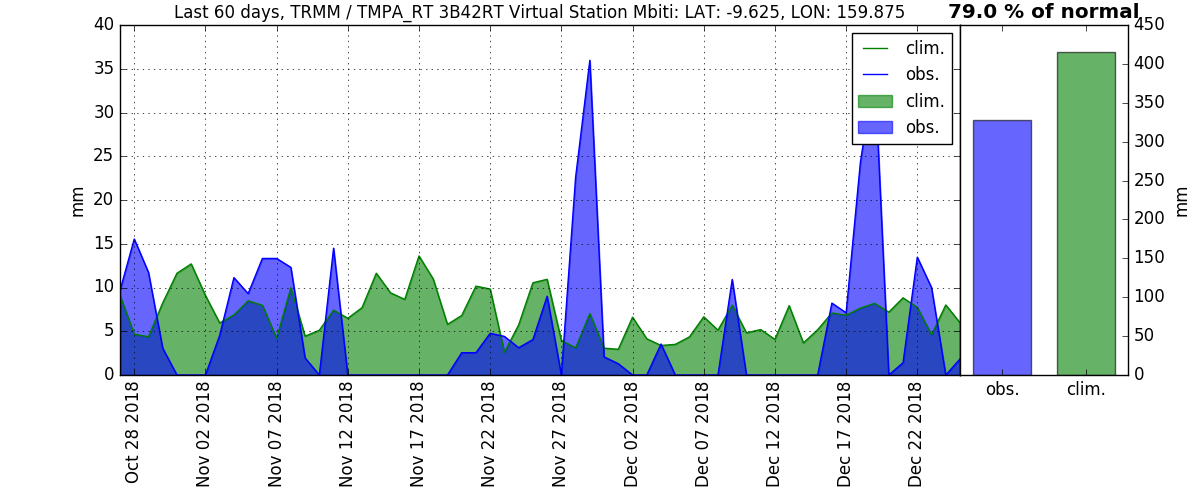 Last 60 days, TRMM / TMPA_RT 3B42RT Virtual Station Mbiti: LAT: -9.625, LON: 159.875
79.0 % of normal
mm
40
35
30
25
20
15
10
5
0
clim.
obs.
clim.
obs.
Oct 28 2018
Nov 02 2018
Nov 07 2018
Nov 12 2018
Nov 17 2018
Nov 22 2018
Nov 27 2018
Dec 02 2018
Dec 07 2018
Dec 12 2018
Dec 17 2018
Dec 22 2018
450
400
350
300
250
200
150
100
50
0
mm
obs.
clim.